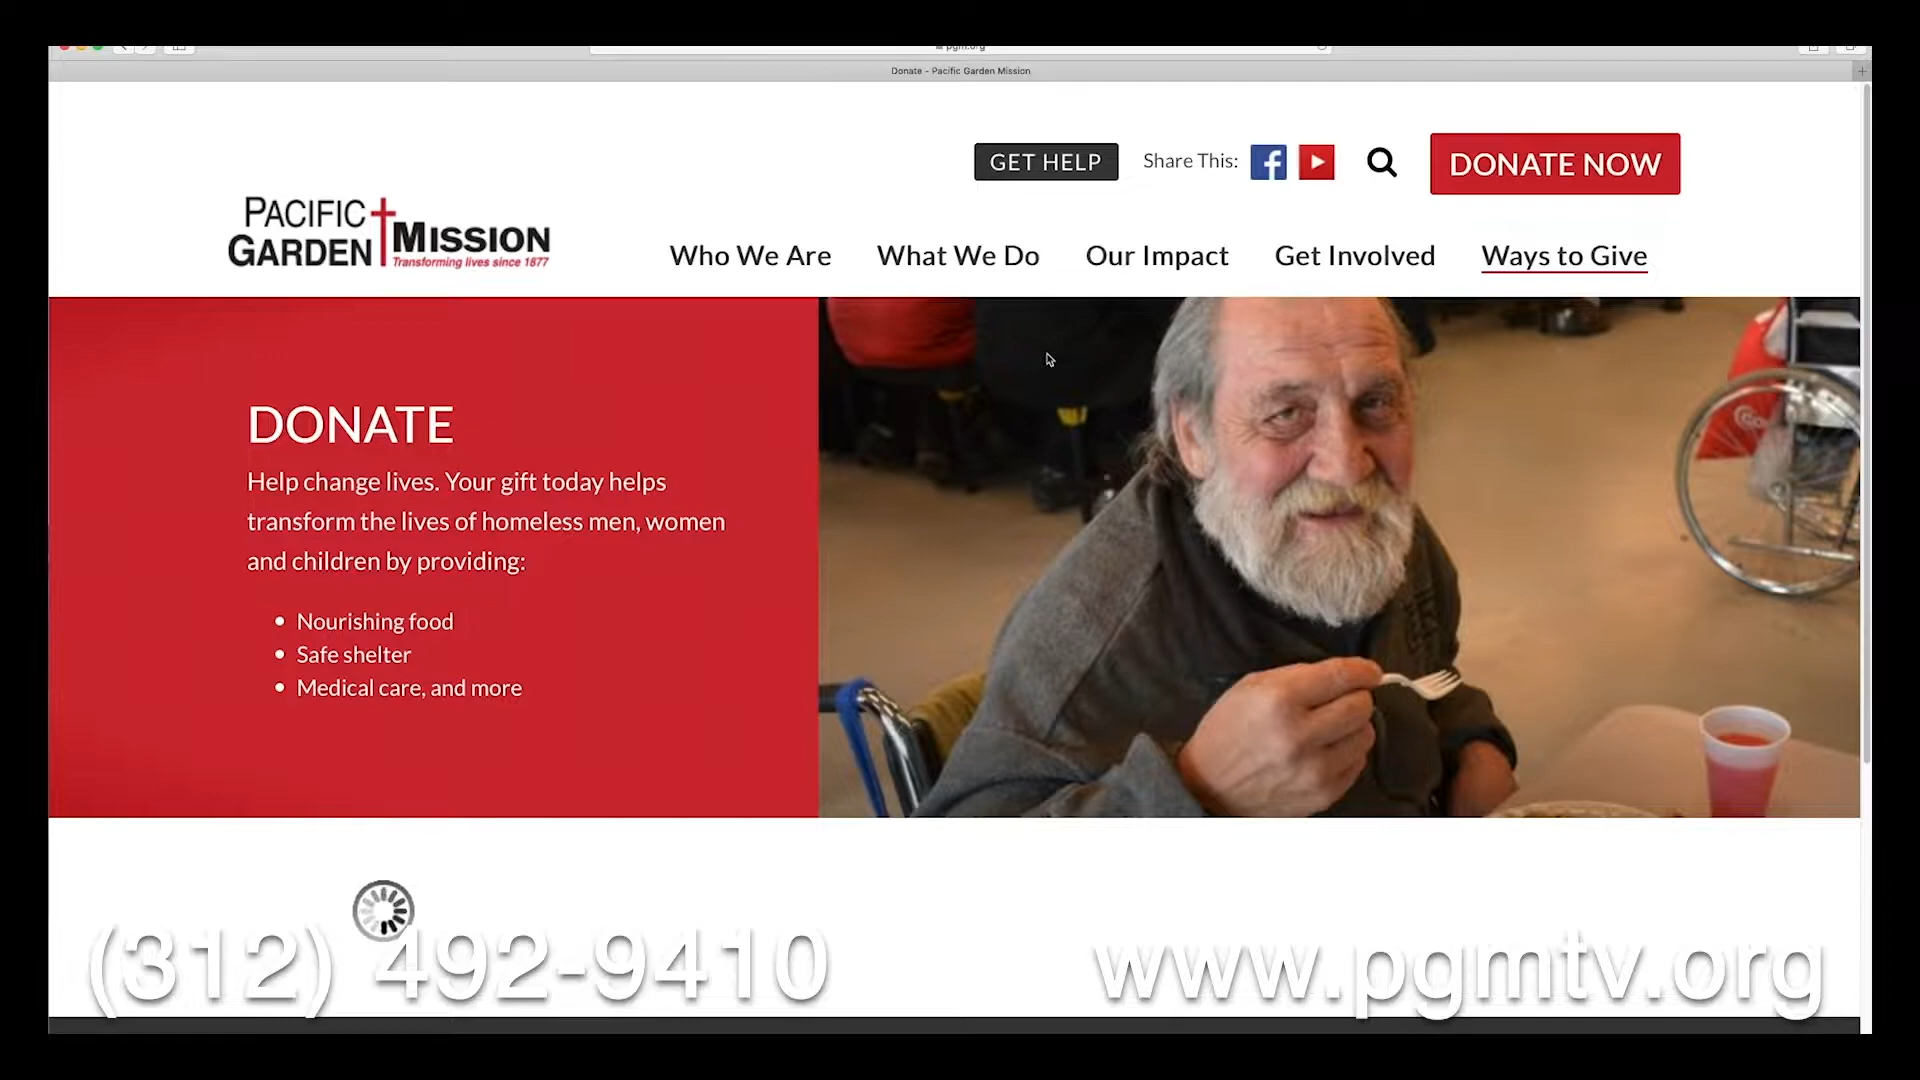 pgm.org
Donate - Pacific Garden Mission
GET HELP
Share This:
DONATE NOW
PACIFIC
GARDEN MISSION
Transforming lives since 1877
Who We Are
What We Do
Our Impact
Get Involved
Ways to Give
DONATE
Help change lives. Your gift today helps
transform the lives of homeless men, women
and children by providing:
• Nourishing food
• Safe shelter
• Medical care, and more
(312) 492-9410
www.pgmtv.org